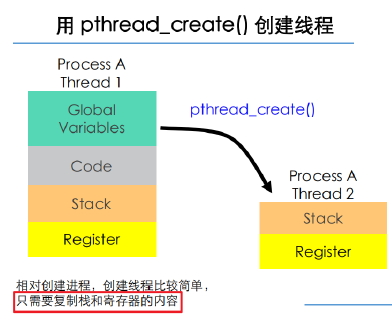 用 pthread_create() 创建线程
Process A
Thread 1
Global
Variables
Code
Stack
Register
pthread_create()
Process A
Thread 2
Stack
Register
相对创建进程，创建线程比较简单，
只需要复制栈和寄存器的内容